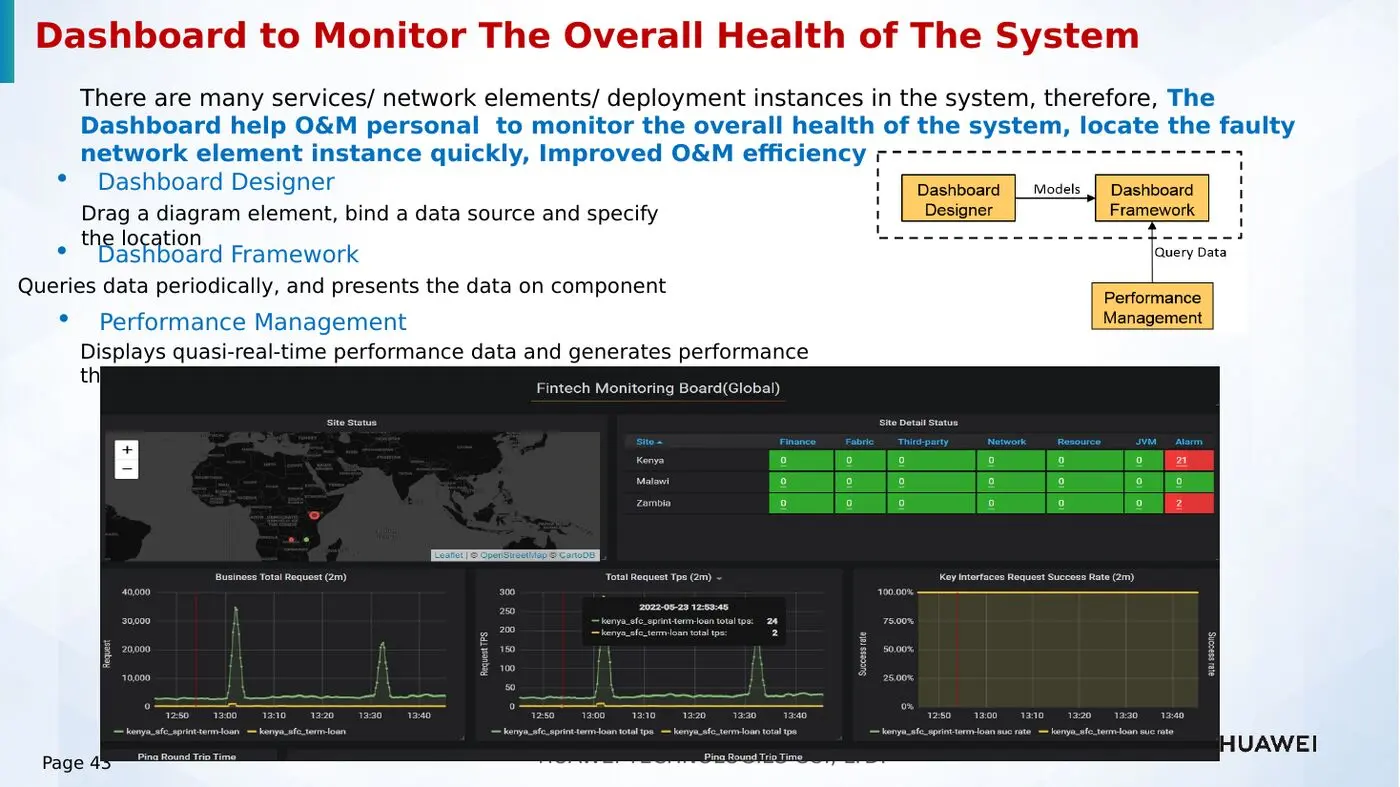 Dashboard to Monitor The Overall Health of The System
There are many services/ network elements/ deployment instances in the system, therefore, The
Dashboard help O&M personal  to monitor the overall health of the system, locate the faulty
network element instance quickly, Improved O&M efficiency
• Dashboard Designer
Drag a diagram element, bind a data source and specify
the location
• Dashboard Framework
Queries data periodically, and presents the data on component
• Performance Management
Displays quasi-real-time performance data and generates performance
Dashboard
Designer
Models
Dashboard
Framework
Query Data
Performance
Management
Fintech Monitoring Board(Global)
Site Status
+
−
Leaflet | © OpenStreetMap © CartoDB
Site Detail Status
Site Finance Fabric Third-party Network Resource JVM Alarm
Kenya 0 0 0 0 0 0 21
Malawi 0 0 0 0 0 0 0
Zambia 0 0 0 0 0 0 2
Business Total Request (2m)
40,000
30,000
20,000
10,000
0
Request
12:50 13:00 13:10 13:20 13:30 13:40
kenya_sfc_sprint-term-loan kenya_sfc_term-loan
Total Request Tps (2m)
300
250
200
150
100
50
0
Request TPS
2022-05-23 12:53:45
kenya_sfc_sprint-term-loan total tps: 24
kenya_sfc_term-loan total tps: 2
12:50 13:00 13:10 13:20 13:30 13:40
kenya_sfc_sprint-term-loan total tps kenya_sfc_term-loan total tps
Key Interfaces Request Success Rate (2m)
100.00%
75.00%
50.00%
25.00%
0%
Success rate
Success rate
12:50 13:00 13:10 13:20 13:30 13:40
kenya_sfc_sprint-term-loan suc rate kenya_sfc_term-loan suc rate
Ping Round Trip Time
Ping Round Trip Time
HUAWEI
Page 43
HUAWEI TECHNOLOGIES CO., LTD.